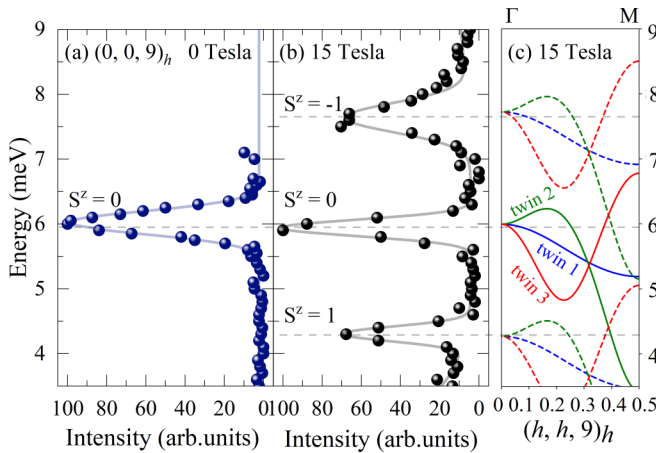 Γ M
(a) (0, 0, 9)h 0 Tesla
(b) 15 Tesla
(c) 15 Tesla
9
8
7
6
5
4
Energy (meV)
S^z = 0
S^z = -1
S^z = 0
S^z = 1
6
twin 2
twin 1
twin 3
9
8
7
6
5
4
100 80 60 40 20 0
Intensity (arb.units)
100 80 60 40 20 0
Intensity (arb.units)
0 0.1 0.2 0.3 0.4 0.5
(h, h, 9)h